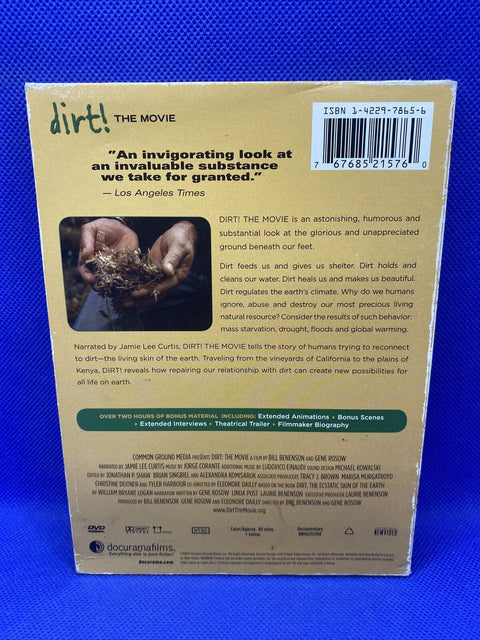 dirt! THE MOVIE
ISBN 1-4229-7865-6
7 67685 21576 0
"An invigorating look at
an invaluable substance
we take for granted."
— Los Angeles Times
DIRT! THE MOVIE is an astonishing, humorous and
substantial look at the glorious and unappreciated
ground beneath our feet.
Dirt feeds us and gives us shelter. Dirt holds and
cleans our water. Dirt heals us and makes us beautiful.
Dirt regulates the earth's climate. Why do we humans
ignore, abuse and destroy our most precious living
natural resource? Consider the results of such behavior:
mass starvation, drought, floods and global warming.
Narrated by Jamie Lee Curtis, DIRT! THE MOVIE tells the story of humans trying to reconnect
to dirt—the living skin of the earth. Traveling from the vineyards of California to the plains of
Kenya, DIRT! reveals how repairing our relationship with dirt can create new possibilities for
all life on earth.
OVER TWO HOURS OF BONUS MATERIAL INCLUDING: Extended Animations • Bonus Scenes
• Extended Interviews • Theatrical Trailer • Filmmaker Biography
COMMON GROUND MEDIA PRESENTS DIRT! THE MOVIE A FILM BY BILL BENENSON AND GENE ROSOW
NARRATED BY JAMIE LEE CURTIS MUSIC BY JORGE CORANTE ADDITIONAL MUSIC BY LUDOVICO EINAUDI SOUND DESIGN MICHAEL KOWALSKI
EDITED BY JONATHAN P. SHAW BRIAN SINGBIEL AND ALEXANDRA KOMISARUK ASSOCIATE PRODUCERS TRACY J. BROWN MARISA MURGATROYD
CHRISTINE DEITNER AND TYLER HARBOUR CO-DIRECTED BY ELEONORE DAILLY BASED ON THE BOOK DIRT, THE ECSTATIC SKIN OF THE EARTH
BY WILLIAM BRYANT LOGAN NARRATION WRITTEN BY GENE ROSOW LINDA POST LAURIE BENENSON EXECUTIVE PRODUCER LAURIE BENENSON
PRODUCED BY BILL BENENSON GENE ROSOW AND ELEONORE DAILLY DIRECTED BY BILL BENENSON AND GENE ROSOW
www.DirtTheMovie.org
DVD DOLBY DIGITAL NTSC Color/Approx. 80 mins. Documentary NEWVIDEO
+ extras
docuramafilms.
Everything else is pure fiction.
docurama.com